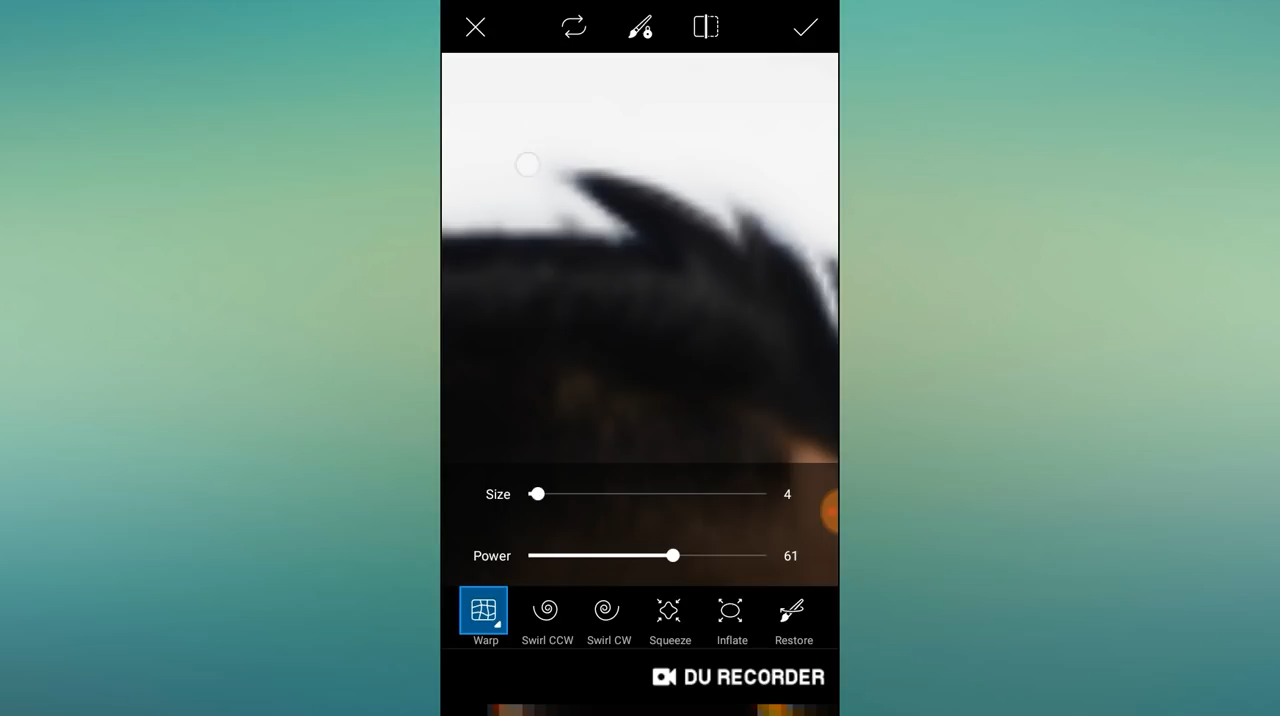 Size 4
Power 61
Warp Swirl CCW Swirl CW Squeeze Inflate Restore
DU RECORDER